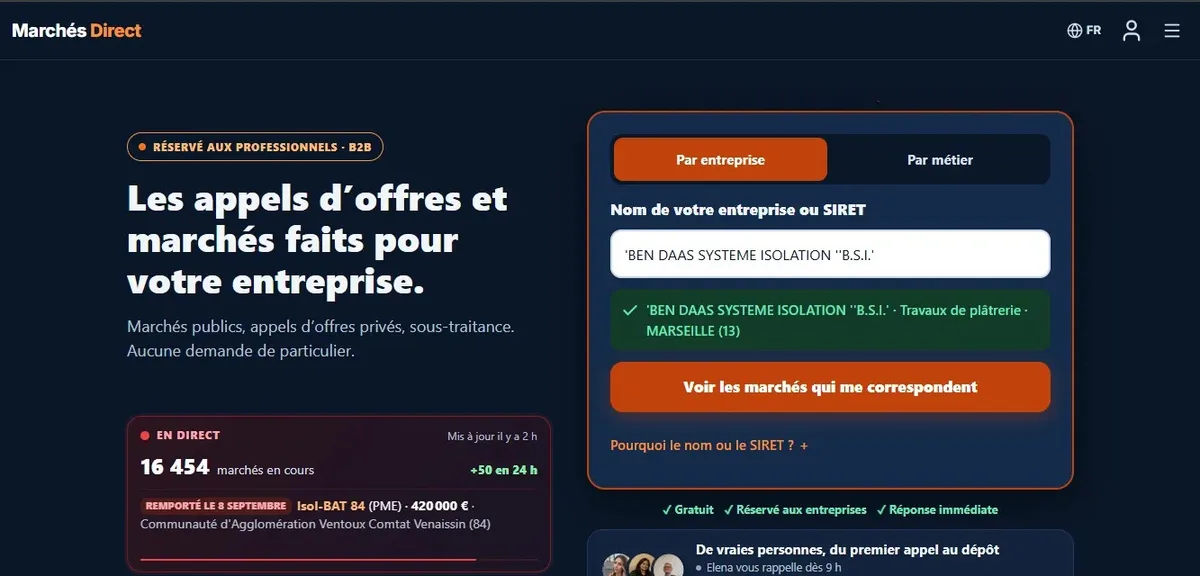 Marchés Direct
FR
RÉSERVÉ AUX PROFESSIONNELS · B2B
Les appels d'offres et
marchés faits pour
votre entreprise.
Marchés publics, appels d'offres privés, sous-traitance.
Aucune demande de particulier.
EN DIRECT
Mis à jour il y a 2 h
16 454 marchés en cours
+50 en 24 h
REMPORTÉ LE 8 SEPTEMBRE Isol-BAT 84 (PME) · 420 000 € ·
Communauté d'Agglomération Ventoux Comtat Venaissin (84)
Par entreprise
Par métier
Nom de votre entreprise ou SIRET
'BEN DAAS SYSTEME ISOLATION ''B.S.I.'
✓ 'BEN DAAS SYSTEME ISOLATION ''B.S.I.' · Travaux de plâtrerie ·
MARSEILLE (13)
Voir les marchés qui me correspondent
Pourquoi le nom ou le SIRET ? +
✓ Gratuit ✓ Réservé aux entreprises ✓ Réponse immédiate
De vraies personnes, du premier appel au dépôt
Elena vous rappelle dès 9 h